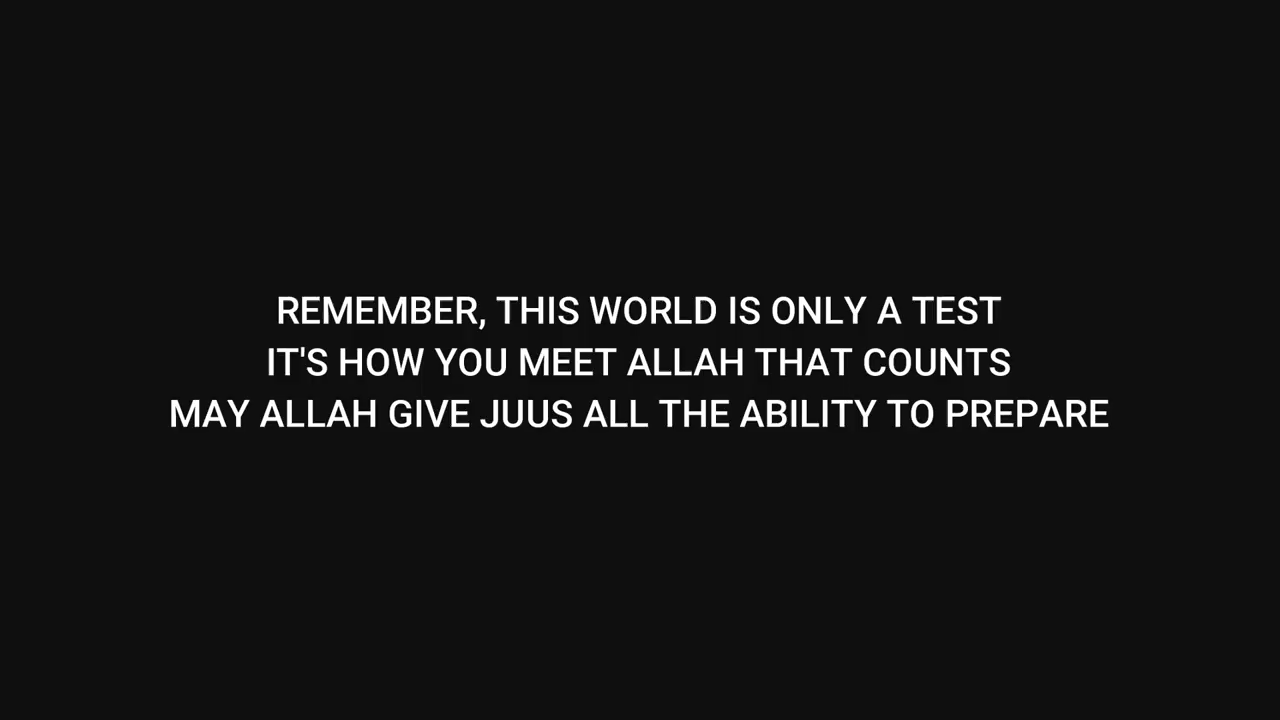 REMEMBER, THIS WORLD IS ONLY A TEST
IT'S HOW YOU MEET ALLAH THAT COUNTS
MAY ALLAH GIVE JUUS ALL THE ABILITY TO PREPARE